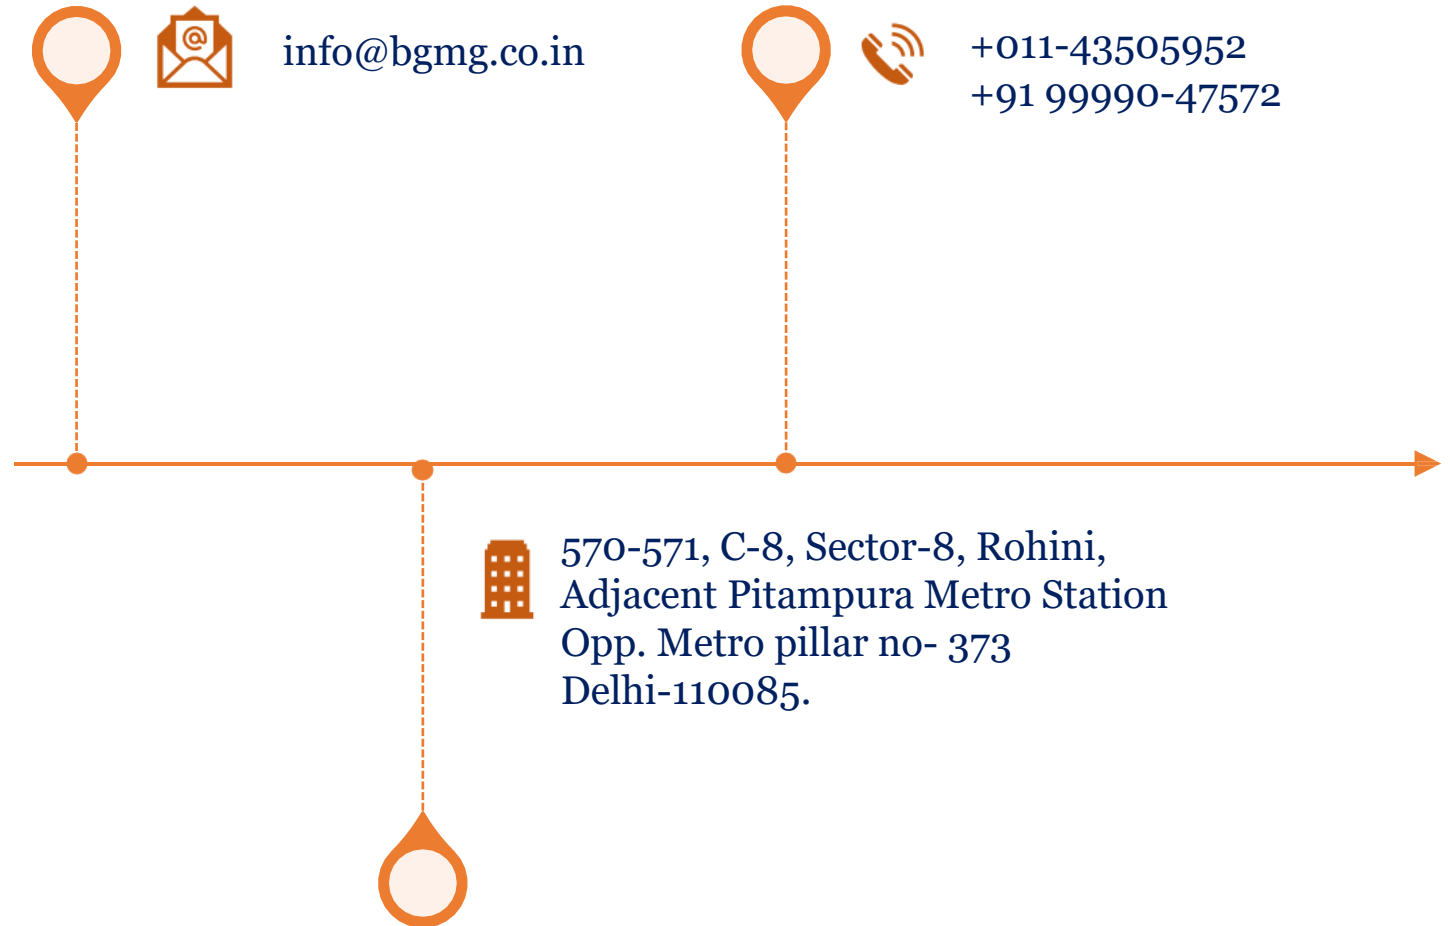 info@bgmg.co.in
+011-43505952
+91 99990-47572
570-571, C-8, Sector-8, Rohini,
Adjacent Pitampura Metro Station
Opp. Metro pillar no- 373
Delhi-110085.